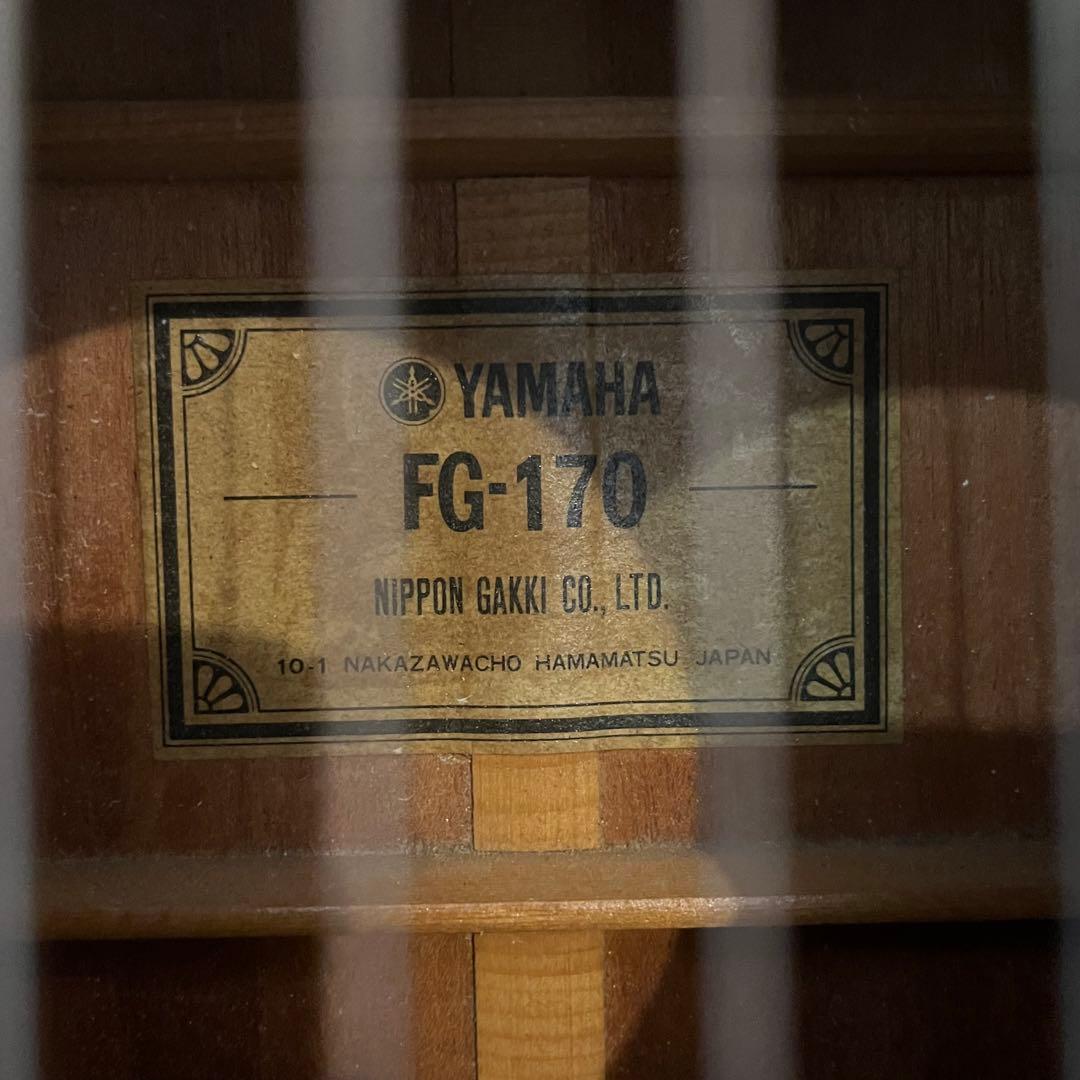 YAMAHA
FG-170
NIPPON GAKKI CO., LTD.
10-1 NAKAZAWACHO HAMAMATSU JAPAN